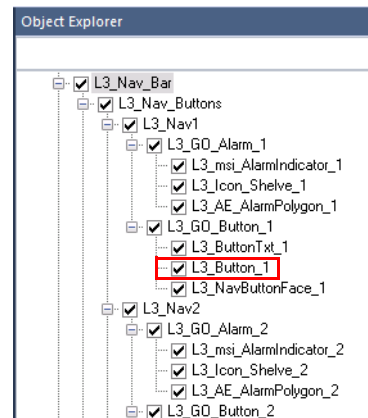 Object Explorer
L3_Nav_Bar
L3_Nav_Buttons
L3_Nav1
L3_GO_Alarm_1
L3_msi_AlarmIndicator_1
L3_Icon_Shelve_1
L3_AE_AlarmPolygon_1
L3_GO_Button_1
L3_ButtonTxt_1
L3_Button_1
L3_NavButtonFace_1
L3_Nav2
L3_GO_Alarm_2
L3_msi_AlarmIndicator_2
L3_Icon_Shelve_2
L3_AE_AlarmPolygon_2
L3_GO_Button_2